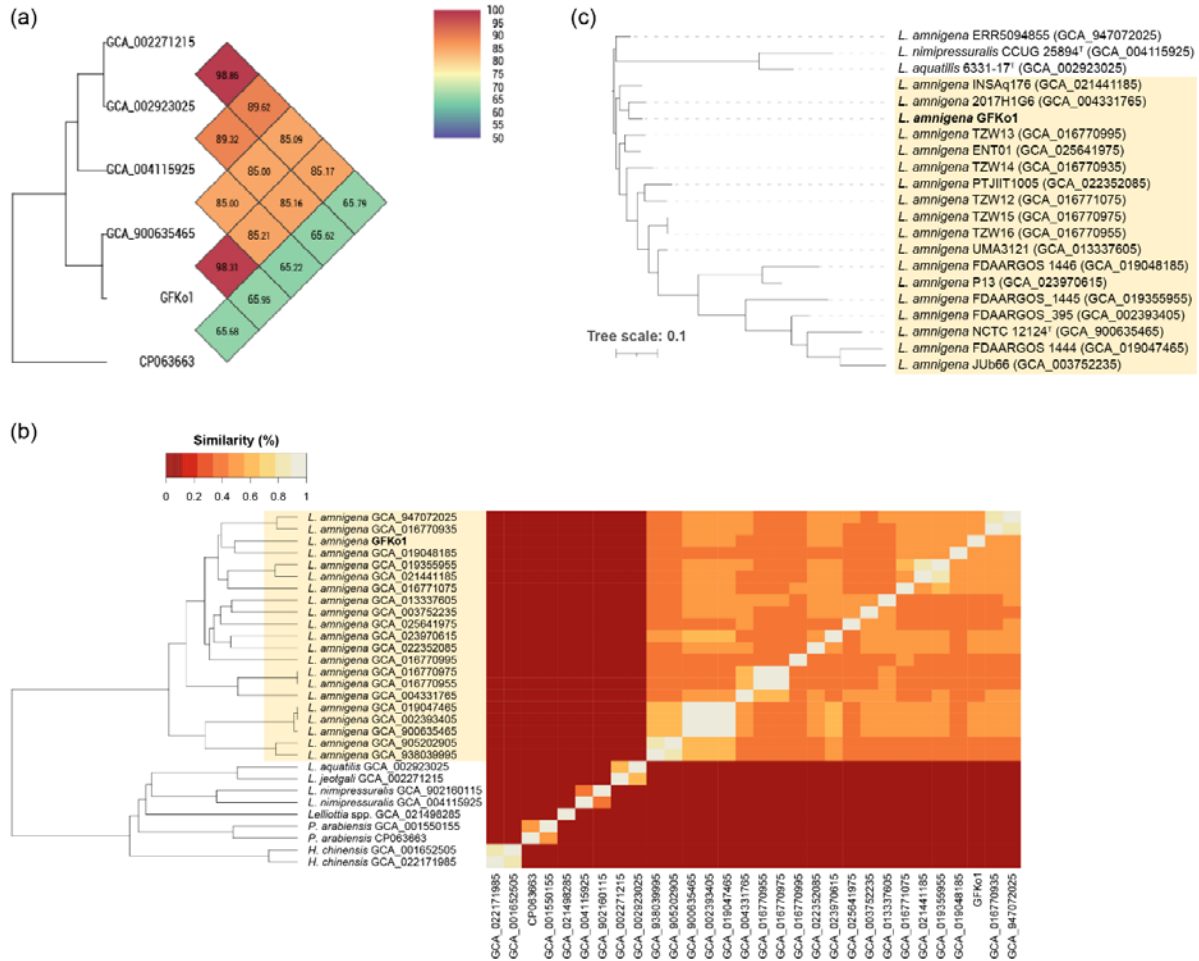 (a)
GCA_002271215
GCA_002923025
GCA_004115925
GCA_900635465
GFKo1
CP063663
98.86
89.62
89.32
85.09
85.00
85.17
85.00
85.16
65.79
85.21
65.62
98.31
65.22
65.95
65.68
100
95
90
85
80
75
70
65
60
55
50
(c)
L. amnigena ERR5094855 (GCA_947072025)
L. nimipressuralis CCUG 25894ᵀ (GCA_004115925)
L. aquatilis 6331-17ᵀ (GCA_002923025)
L. amnigena INSAq176 (GCA_021441185)
L. amnigena 2017H1G6 (GCA_004331765)
L. amnigena GFKo1
L. amnigena TZW13 (GCA_016770995)
L. amnigena ENT01 (GCA_025641975)
L. amnigena TZW14 (GCA_016770935)
L. amnigena PTJIIT1005 (GCA_022352085)
L. amnigena TZW12 (GCA_016771075)
L. amnigena TZW15 (GCA_016770975)
L. amnigena TZW16 (GCA_016770955)
L. amnigena UMA3121 (GCA_013337605)
L. amnigena FDAARGOS 1446 (GCA_019048185)
L. amnigena P13 (GCA_023970615)
L. amnigena FDAARGOS_1445 (GCA_019355955)
L. amnigena FDAARGOS_395 (GCA_002393405)
L. amnigena NCTC 12124ᵀ (GCA_900635465)
L. amnigena FDAARGOS 1444 (GCA_019047465)
L. amnigena JUb66 (GCA_003752235)
Tree scale: 0.1
(b)
Similarity (%)
0 0.2 0.4 0.6 0.8 1
L. amnigena GCA_947072025
L. amnigena GCA_016770935
L. amnigena GFKo1
L. amnigena GCA_019048185
L. amnigena GCA_019355955
L. amnigena GCA_021441185
L. amnigena GCA_016771075
L. amnigena GCA_013337605
L. amnigena GCA_003752235
L. amnigena GCA_025641975
L. amnigena GCA_023970615
L. amnigena GCA_022352085
L. amnigena GCA_016770995
L. amnigena GCA_016770975
L. amnigena GCA_016770955
L. amnigena GCA_004331765
L. amnigena GCA_019047465
L. amnigena GCA_002393405
L. amnigena GCA_900635465
L. amnigena GCA_905202905
L. amnigena GCA_938039995
L. aquatilis GCA_002923025
L. jeotgali GCA_002271215
L. nimipressuralis GCA_902160115
L. nimipressuralis GCA_004115925
Lelliottia spp. GCA_021498285
P. arabiensis GCA_001550155
P. arabiensis CP063663
H. chinensis GCA_001652505
H. chinensis GCA_022171985
GCA_022171985
GCA_001652505
CP063663
GCA_001550155
GCA_021498285
GCA_004115925
GCA_902160115
GCA_002271215
GCA_002923025
GCA_938039995
GCA_905202905
GCA_900635465
GCA_002393405
GCA_019047465
GCA_004331765
GCA_016770955
GCA_016770975
GCA_016770995
GCA_022352085
GCA_023970615
GCA_025641975
GCA_003752235
GCA_013337605
GCA_016771075
GCA_021441185
GCA_019355955
GCA_019048185
GFKo1
GCA_016770935
GCA_947072025